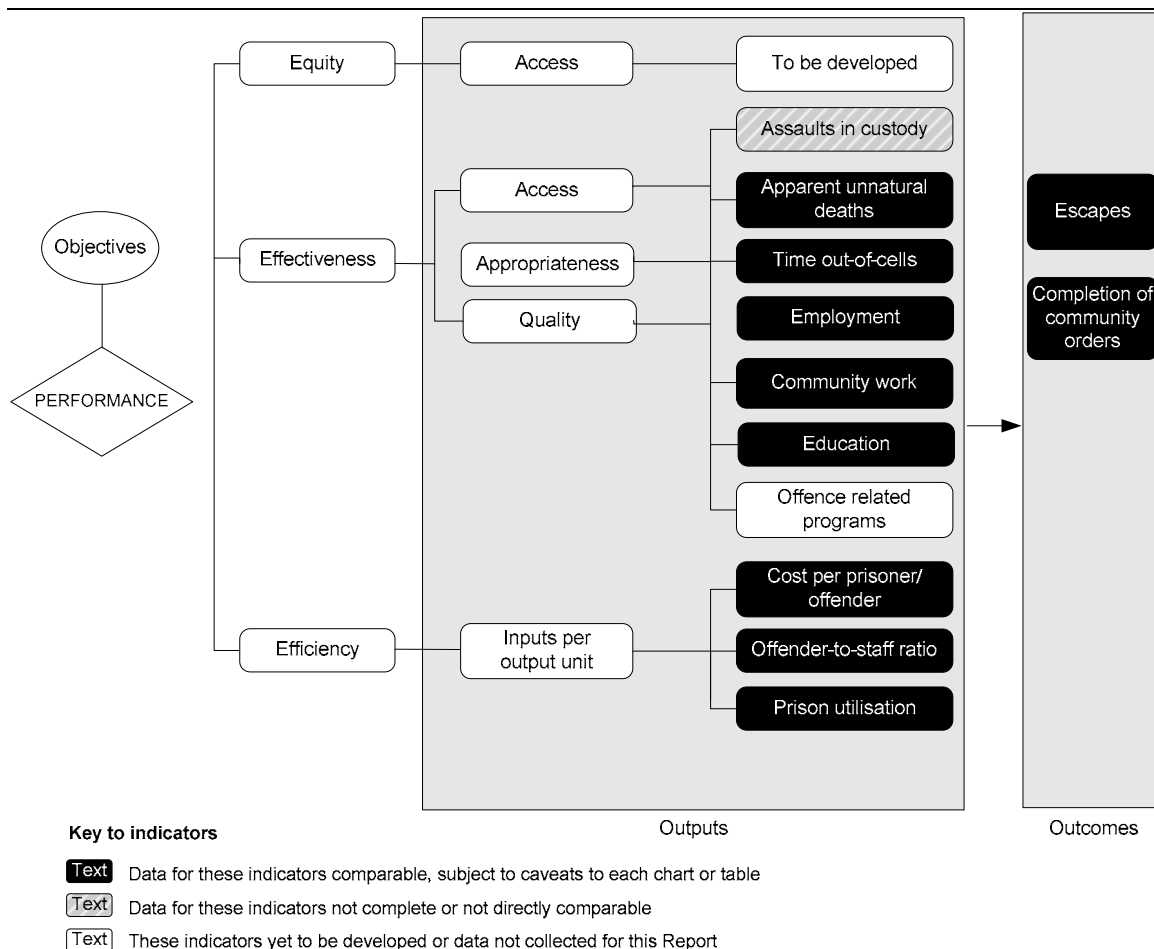 Equity
Access
To be developed
Assaults in custody
Access
Apparent unnatural
deaths
Escapes
Objectives
Effectiveness
Appropriateness
Time out-of-cells
Quality
Employment
Completion of
community
orders
PERFORMANCE
Community work
Education
Offence related
programs
Cost per prisoner/
offender
Efficiency
Inputs per
output unit
Offender-to-staff ratio
Prison utilisation
Outputs
Outcomes
Key to indicators
Text Data for these indicators comparable, subject to caveats to each chart or table
Text Data for these indicators not complete or not directly comparable
Text These indicators yet to be developed or data not collected for this Report